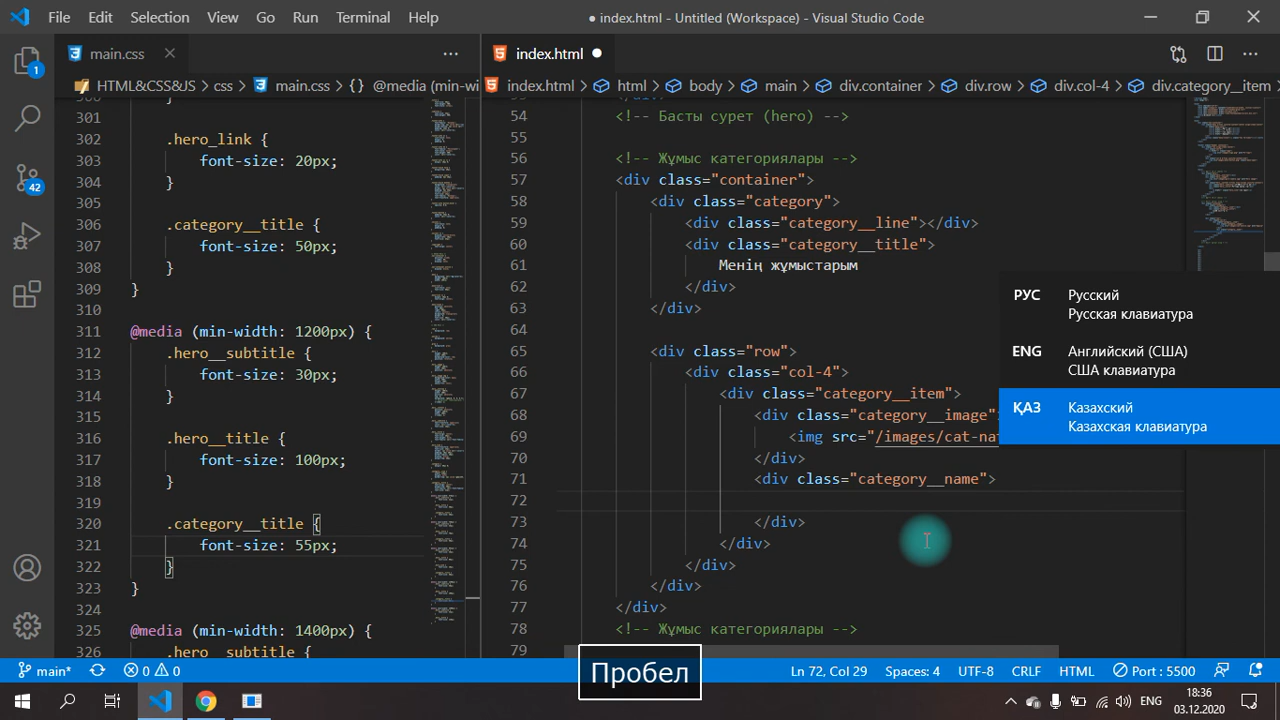 File Edit Selection View Go Run Terminal Help ● index.html - Untitled (Workspace) - Visual Studio Code
main.css
index.html
HTML&CSS&JS > css > main.css > {} @media (min-wi
index.html > html > body > main > div.container > div.row > div.col-4 > div.category__item
301
302 .hero_link {
303 font-size: 20px;
304 }
305
306 .category__title {
307 font-size: 50px;
308 }
309 }
310
311 @media (min-width: 1200px) {
312 .hero__subtitle {
313 font-size: 30px;
314 }
315
316 .hero__title {
317 font-size: 100px;
318 }
319
320 .category__title {
321 font-size: 55px;
322 }
323 }
324
325 @media (min-width: 1400px) {
326 .hero__subtitle {
54 <!-- Басты сурет (hero) -->
55
56 <!-- Жұмыс категориялары -->
57 <div class="container">
58 <div class="category">
59 <div class="category__line"></div>
60 <div class="category__title">
61 Менің жұмыстарым
62 </div>
63 </div>
64
65 <div class="row">
66 <div class="col-4">
67 <div class="category__item">
68 <div class="category__image"
69 <img src="/images/cat-na
70 </div>
71 <div class="category__name">
72
73 </div>
74 </div>
75 </div>
76 </div>
77 </div>
78 <!-- Жұмыс категориялары -->
79
РУС Русский
Русская клавиатура
ENG Английский (США)
США клавиатура
ҚАЗ Казахский
Казахская клавиатура
1
42
Пробел
main* 0 0 Ln 72, Col 29 Spaces: 4 UTF-8 CRLF HTML Port : 5500
ENG 18:36
03.12.2020